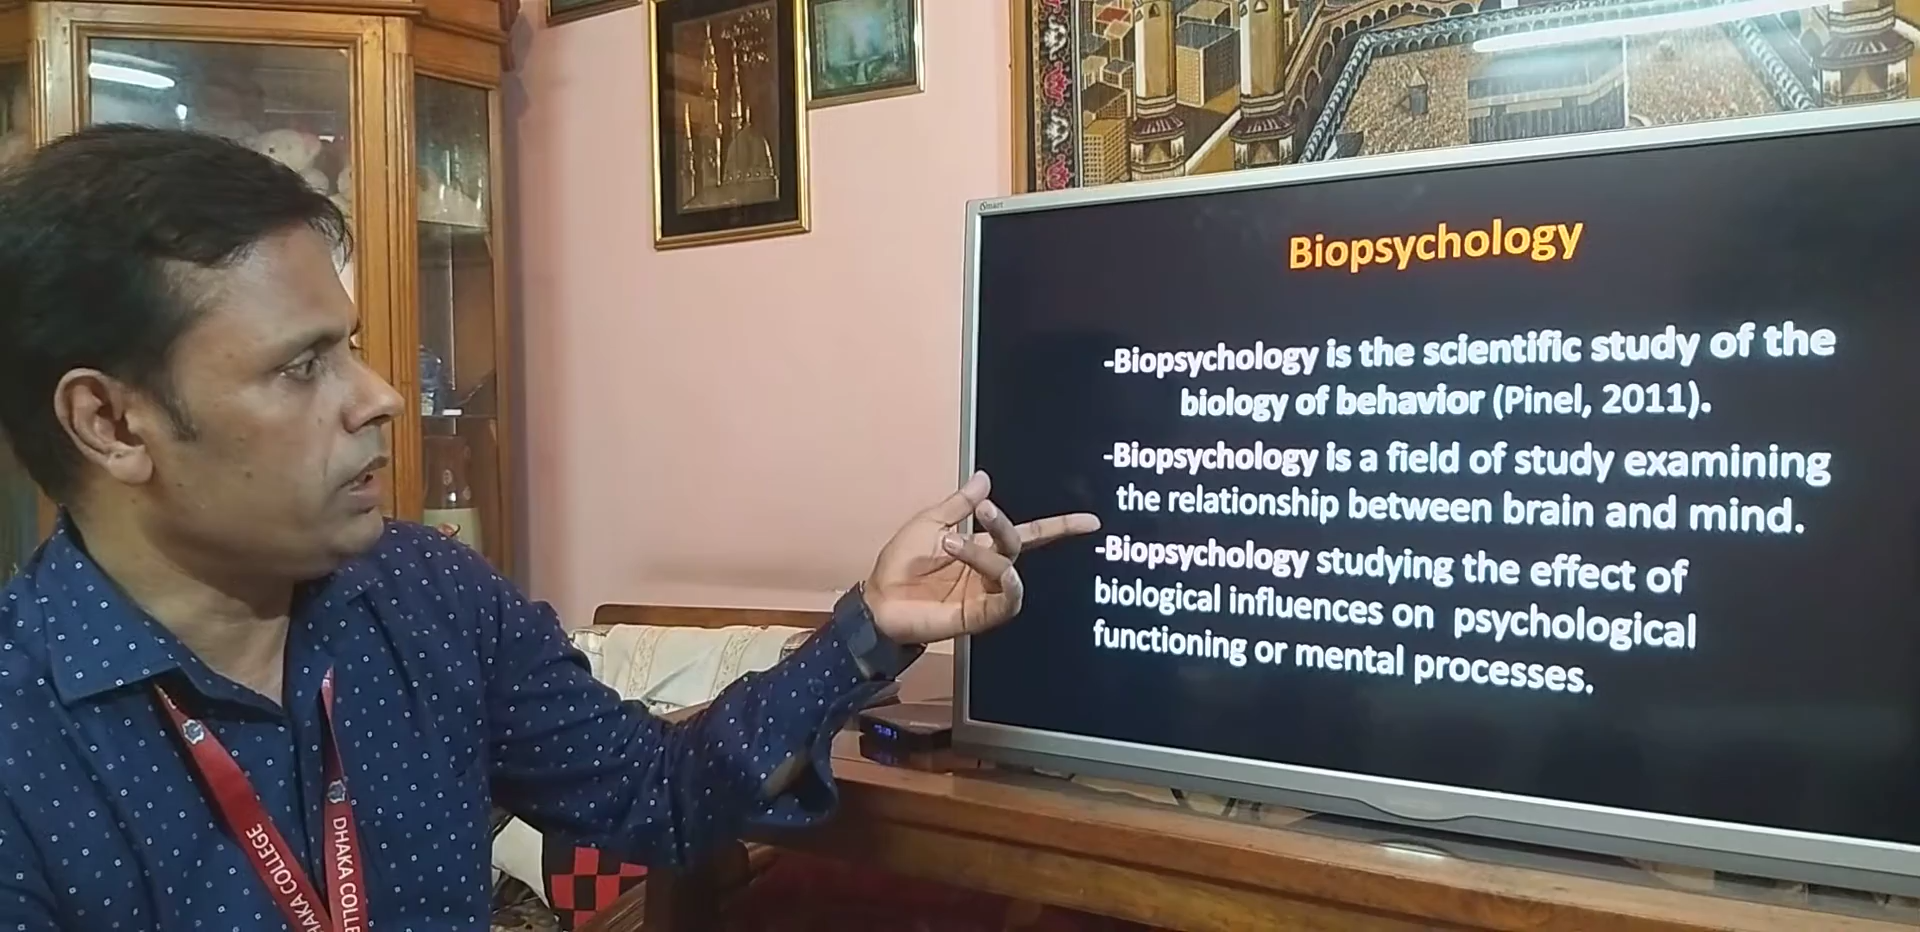 iSmart
Biopsychology
-Biopsychology is the scientific study of the
biology of behavior (Pinel, 2011).
-Biopsychology is a field of study examining
the relationship between brain and mind.
-Biopsychology studying the effect of
biological influences on psychological
functioning or mental processes.
DHAKA COLLE
HAKA COLLEGE